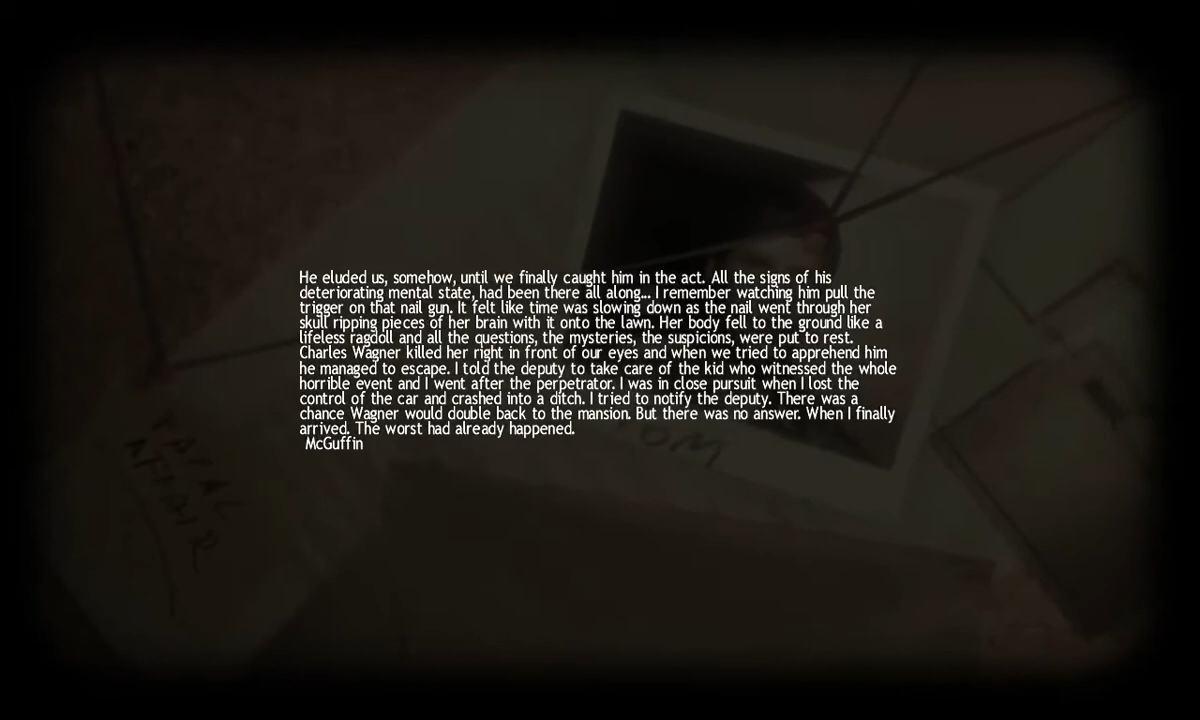 He eluded us, somehow, until we finally caught him in the act. All the signs of his
deteriorating mental state, had been there all along... I remember watching him pull the
trigger on that nail gun. It felt like time was slowing down as the nail went through her
skull ripping pieces of her brain with it onto the lawn. Her body fell to the ground like a
lifeless ragdoll and all the questions, the mysteries, the suspicions, were put to rest.
Charles Wagner killed her right in front of our eyes and when we tried to apprehend him
he managed to escape. I told the deputy to take care of the kid who witnessed the whole
horrible event and I went after the perpetrator. I was in close pursuit when I lost the
control of the car and crashed into a ditch. I tried to notify the deputy. There was a
chance Wagner would double back to the mansion. But there was no answer. When I finally
arrived. The worst had already happened.
McGuffin